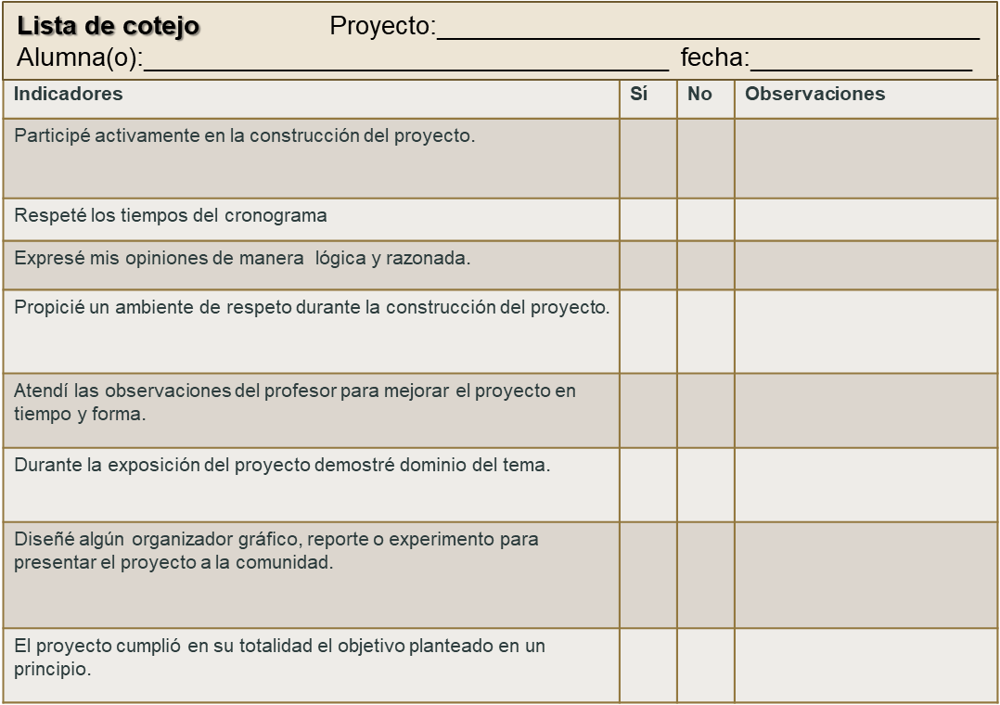 Lista de cotejo Proyecto:____________________________________
Alumna(o):___________________________________ fecha:_______________
Indicadores Sí No Observaciones
Participé activamente en la construcción del proyecto.
Respeté los tiempos del cronograma
Expresé mis opiniones de manera lógica y razonada.
Propicié un ambiente de respeto durante la construcción del proyecto.
Atendí las observaciones del profesor para mejorar el proyecto en
tiempo y forma.
Durante la exposición del proyecto demostré dominio del tema.
Diseñé algún organizador gráfico, reporte o experimento para
presentar el proyecto a la comunidad.
El proyecto cumplió en su totalidad el objetivo planteado en un
principio.